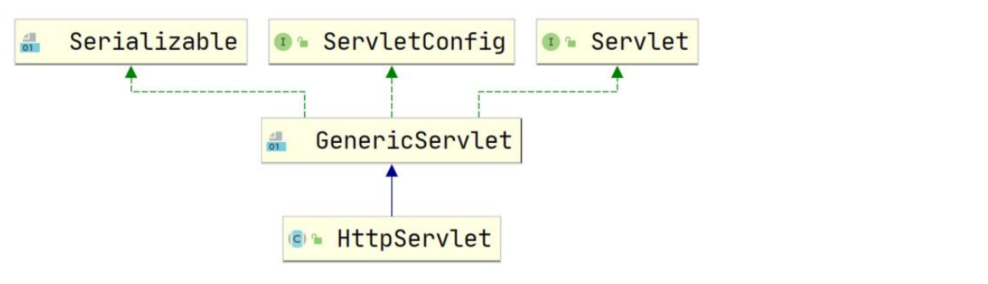 Serializable
ServletConfig
Servlet
GenericServlet
HttpServlet